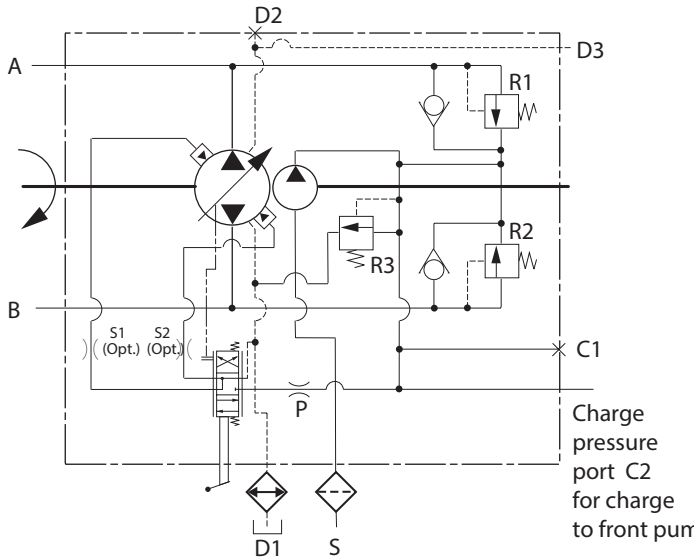 D2
D3
A
R1
R2
R3
B
S1
(Opt.)
S2
(Opt.)
C1
P
Charge
pressure
port C2
for charge
to front pum
D1
S